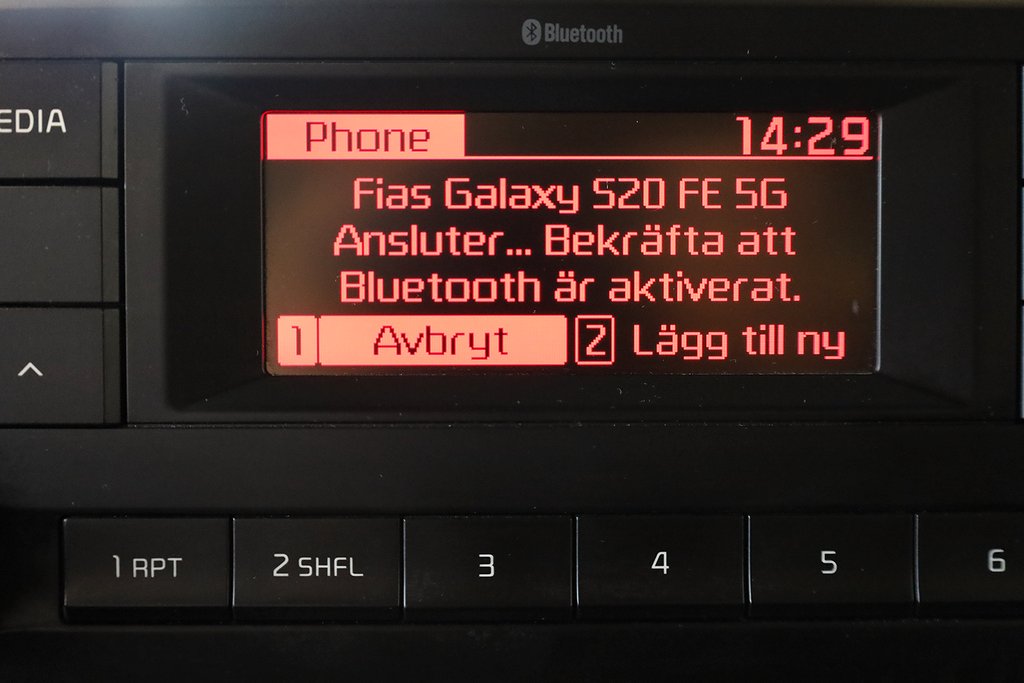 Bluetooth
EDIA
Phone 14:29
Fias Galaxy S20 FE 5G
Ansluter... Bekräfta att
Bluetooth är aktiverat.
1 Avbryt 2 Lägg till ny
1 RPT 2 SHFL 3 4 5 6